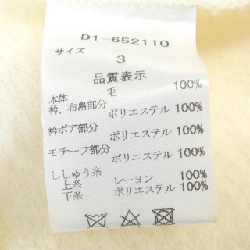 D1-652110
サイズ
3
品質表示
本体 毛 100%
衿、布帛部分 ポリエステル 100%
衿ボア部分 ポリエステル 100%
モチーフ部分 ポリエステル 100%
ししゅう糸
上糸 レーヨン 100%
下糸 ポリエステル 100%